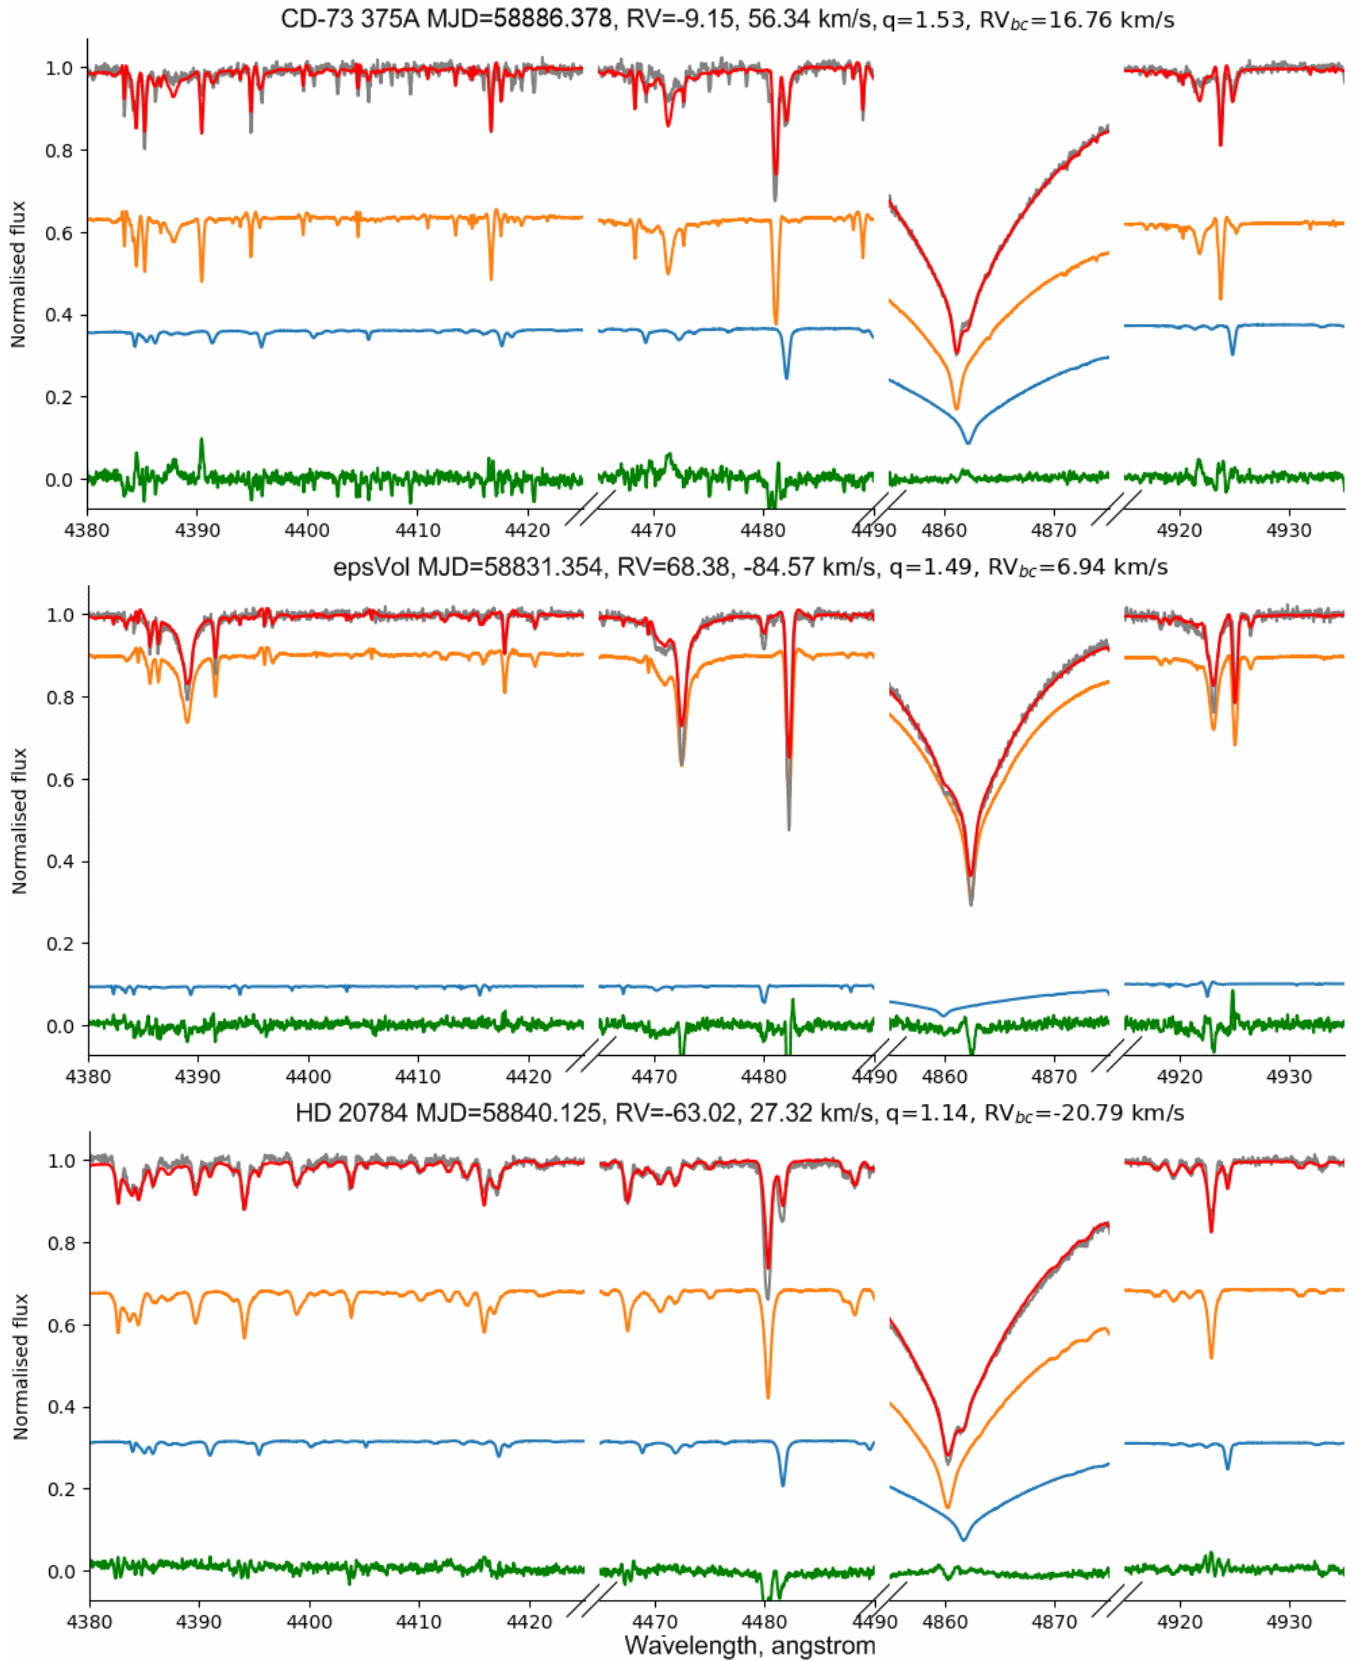 CD-73 375A MJD=58886.378, RV=-9.15, 56.34 km/s, q=1.53, RVbc=16.76 km/s
1.0
0.8
0.6
0.4
0.2
0.0
Normalised flux
4380 4390 4400 4410 4420 4470 4480 4490 4860 4870 4920 4930
epsVol MJD=58831.354, RV=68.38, -84.57 km/s, q=1.49, RVbc=6.94 km/s
1.0
0.8
0.6
0.4
0.2
0.0
Normalised flux
4380 4390 4400 4410 4420 4470 4480 4490 4860 4870 4920 4930
HD 20784 MJD=58840.125, RV=-63.02, 27.32 km/s, q=1.14, RVbc=-20.79 km/s
1.0
0.8
0.6
0.4
0.2
0.0
Normalised flux
4380 4390 4400 4410 4420 4470 4480 4490 4860 4870 4920 4930
Wavelength, angstrom